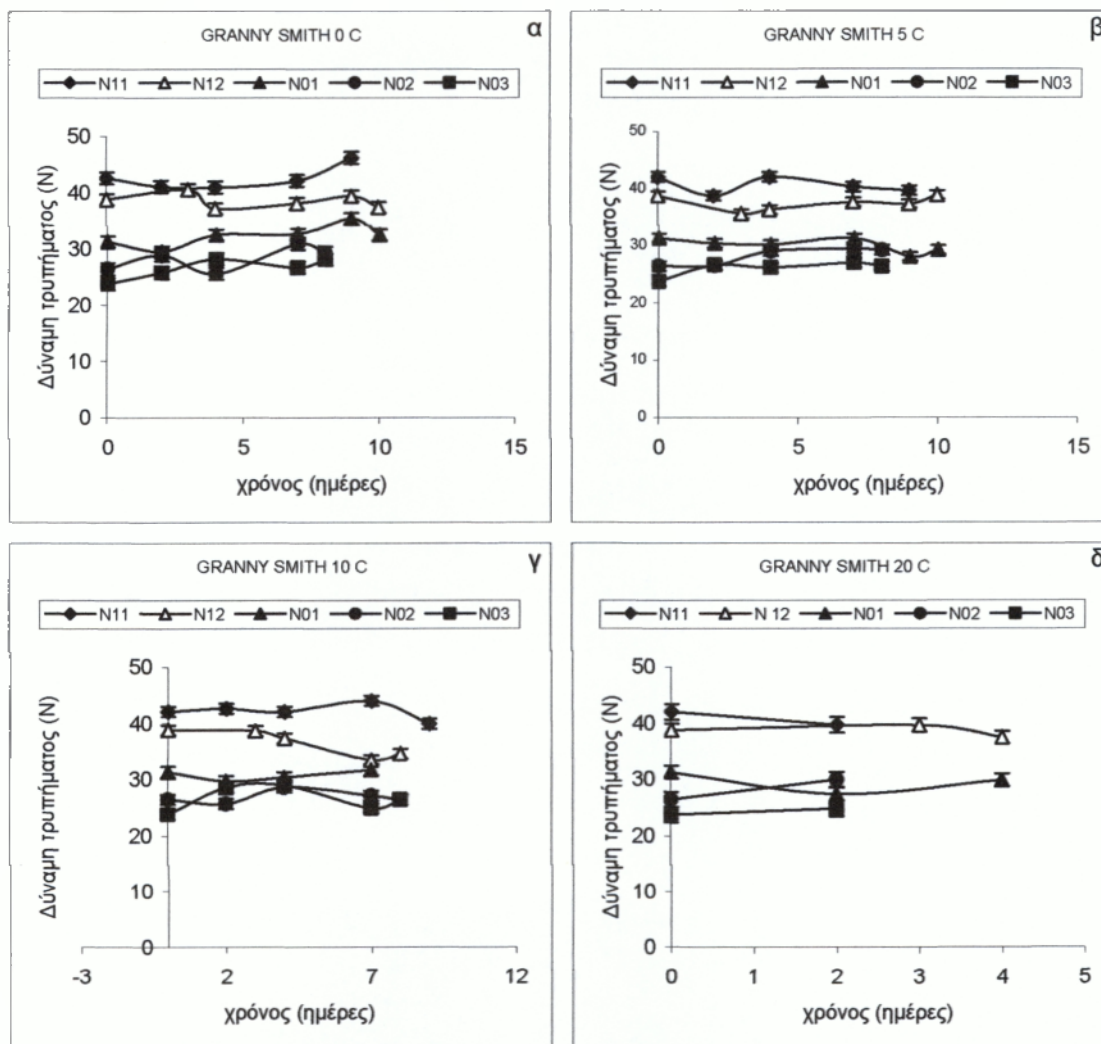 α
GRANNY SMITH 0 C
N11 N12 N01 N02 N03
Δύναμη τρυπήματος (N)
50
40
30
20
10
0
0 5 10 15
χρόνος (ημέρες)
β
GRANNY SMITH 5 C
N11 N12 N01 N02 N03
Δύναμη τρυπήματος (N)
50
40
30
20
10
0
0 5 10 15
χρόνος (ημέρες)
γ
GRANNY SMITH 10 C
N11 N12 N01 N02 N03
Δύναμη τρυπήματος (N)
50
40
30
20
10
0
-3 2 7 12
χρόνος (ημέρες)
δ
GRANNY SMITH 20 C
N11 N 12 N01 N02 N03
Δύναμη τρυπήματος (N)
50
40
30
20
10
0
0 1 2 3 4 5
χρόνος (ημέρες)